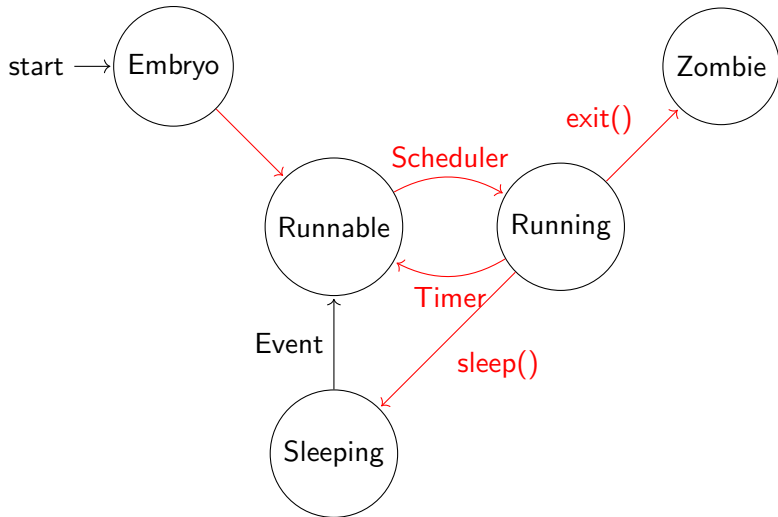 start
Embryo
Zombie
exit()
Scheduler
Runnable
Running
Timer
Event
sleep()
Sleeping